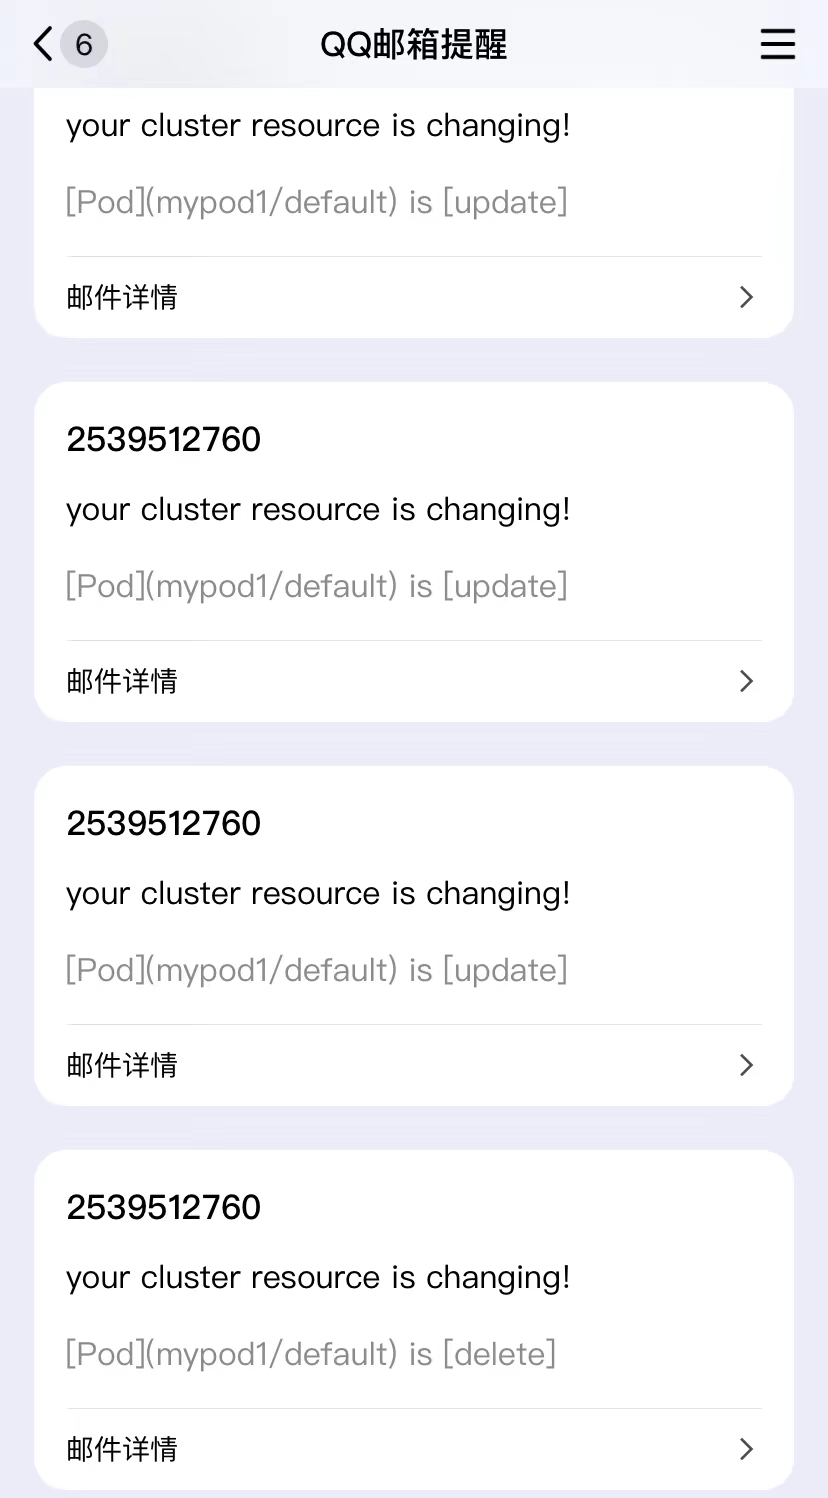 6
QQ邮箱提醒
your cluster resource is changing!
[Pod](mypod1/default) is [update]
邮件详情
2539512760
your cluster resource is changing!
[Pod](mypod1/default) is [update]
邮件详情
2539512760
your cluster resource is changing!
[Pod](mypod1/default) is [update]
邮件详情
2539512760
your cluster resource is changing!
[Pod](mypod1/default) is [delete]
邮件详情